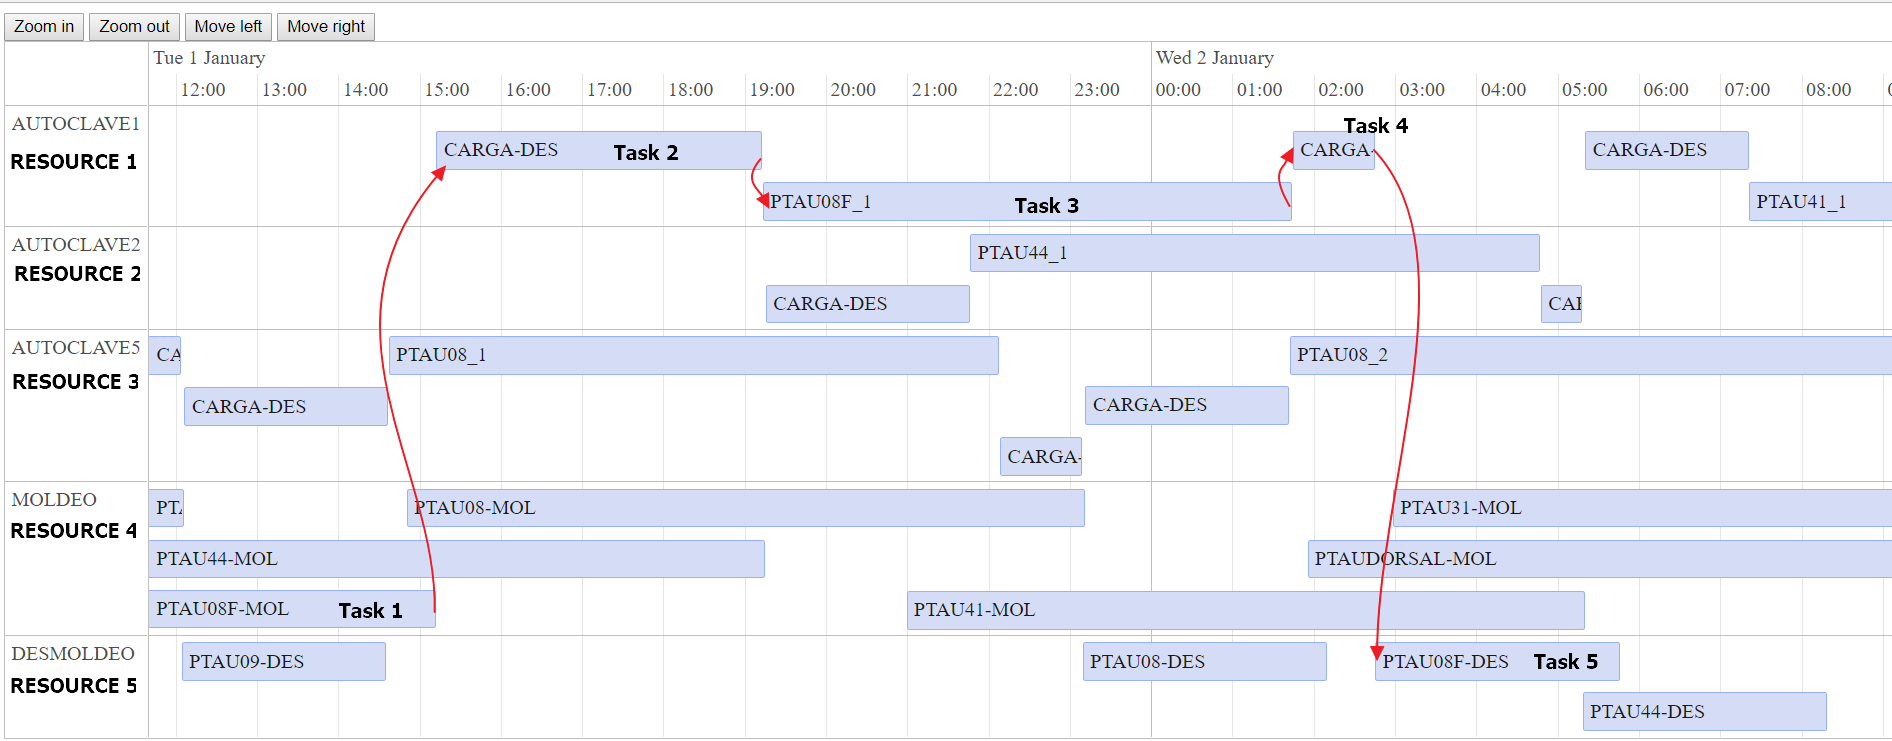 Zoom in Zoom out Move left Move right
Tue 1 January Wed 2 January
12:00 13:00 14:00 15:00 16:00 17:00 18:00 19:00 20:00 21:00 22:00 23:00 00:00 01:00 02:00 03:00 04:00 05:00 06:00 07:00 08:00 0
AUTOCLAVE1
RESOURCE 1
CARGA-DES Task 2
Task 4
CARGA-
CARGA-DES
PTAU08F_1 Task 3
PTAU41_1
AUTOCLAVE2
RESOURCE 2
PTAU44_1
CARGA-DES
CAR
AUTOCLAVE5
RESOURCE 3
CA
PTAU08_1
PTAU08_2
CARGA-DES
CARGA-DES
CARGA-
MOLDEO
RESOURCE 4
PTA
PTAU08-MOL
PTAU31-MOL
PTAU44-MOL
PTAUDORSAL-MOL
PTAU08F-MOL Task 1
PTAU41-MOL
DESMOLDEO
RESOURCE 5
PTAU09-DES
PTAU08-DES
PTAU08F-DES Task 5
PTAU44-DES